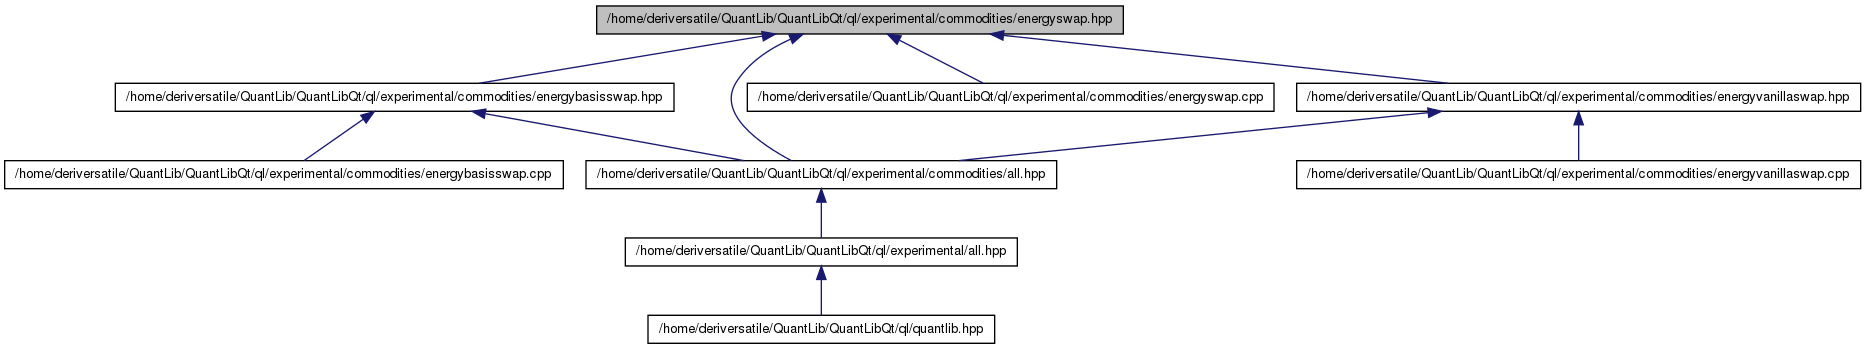 /home/deriversatile/QuantLib/QuantLibQt/ql/experimental/commodities/energyswap.hpp
/home/deriversatile/QuantLib/QuantLibQt/ql/experimental/commodities/energybasisswap.hpp
/home/deriversatile/QuantLib/QuantLibQt/ql/experimental/commodities/energyswap.cpp
/home/deriversatile/QuantLib/QuantLibQt/ql/experimental/commodities/energyvanillaswap.hpp
/home/deriversatile/QuantLib/QuantLibQt/ql/experimental/commodities/energybasisswap.cpp
/home/deriversatile/QuantLib/QuantLibQt/ql/experimental/commodities/all.hpp
/home/deriversatile/QuantLib/QuantLibQt/ql/experimental/commodities/energyvanillaswap.cpp
/home/deriversatile/QuantLib/QuantLibQt/ql/experimental/all.hpp
/home/deriversatile/QuantLib/QuantLibQt/ql/quantlib.hpp